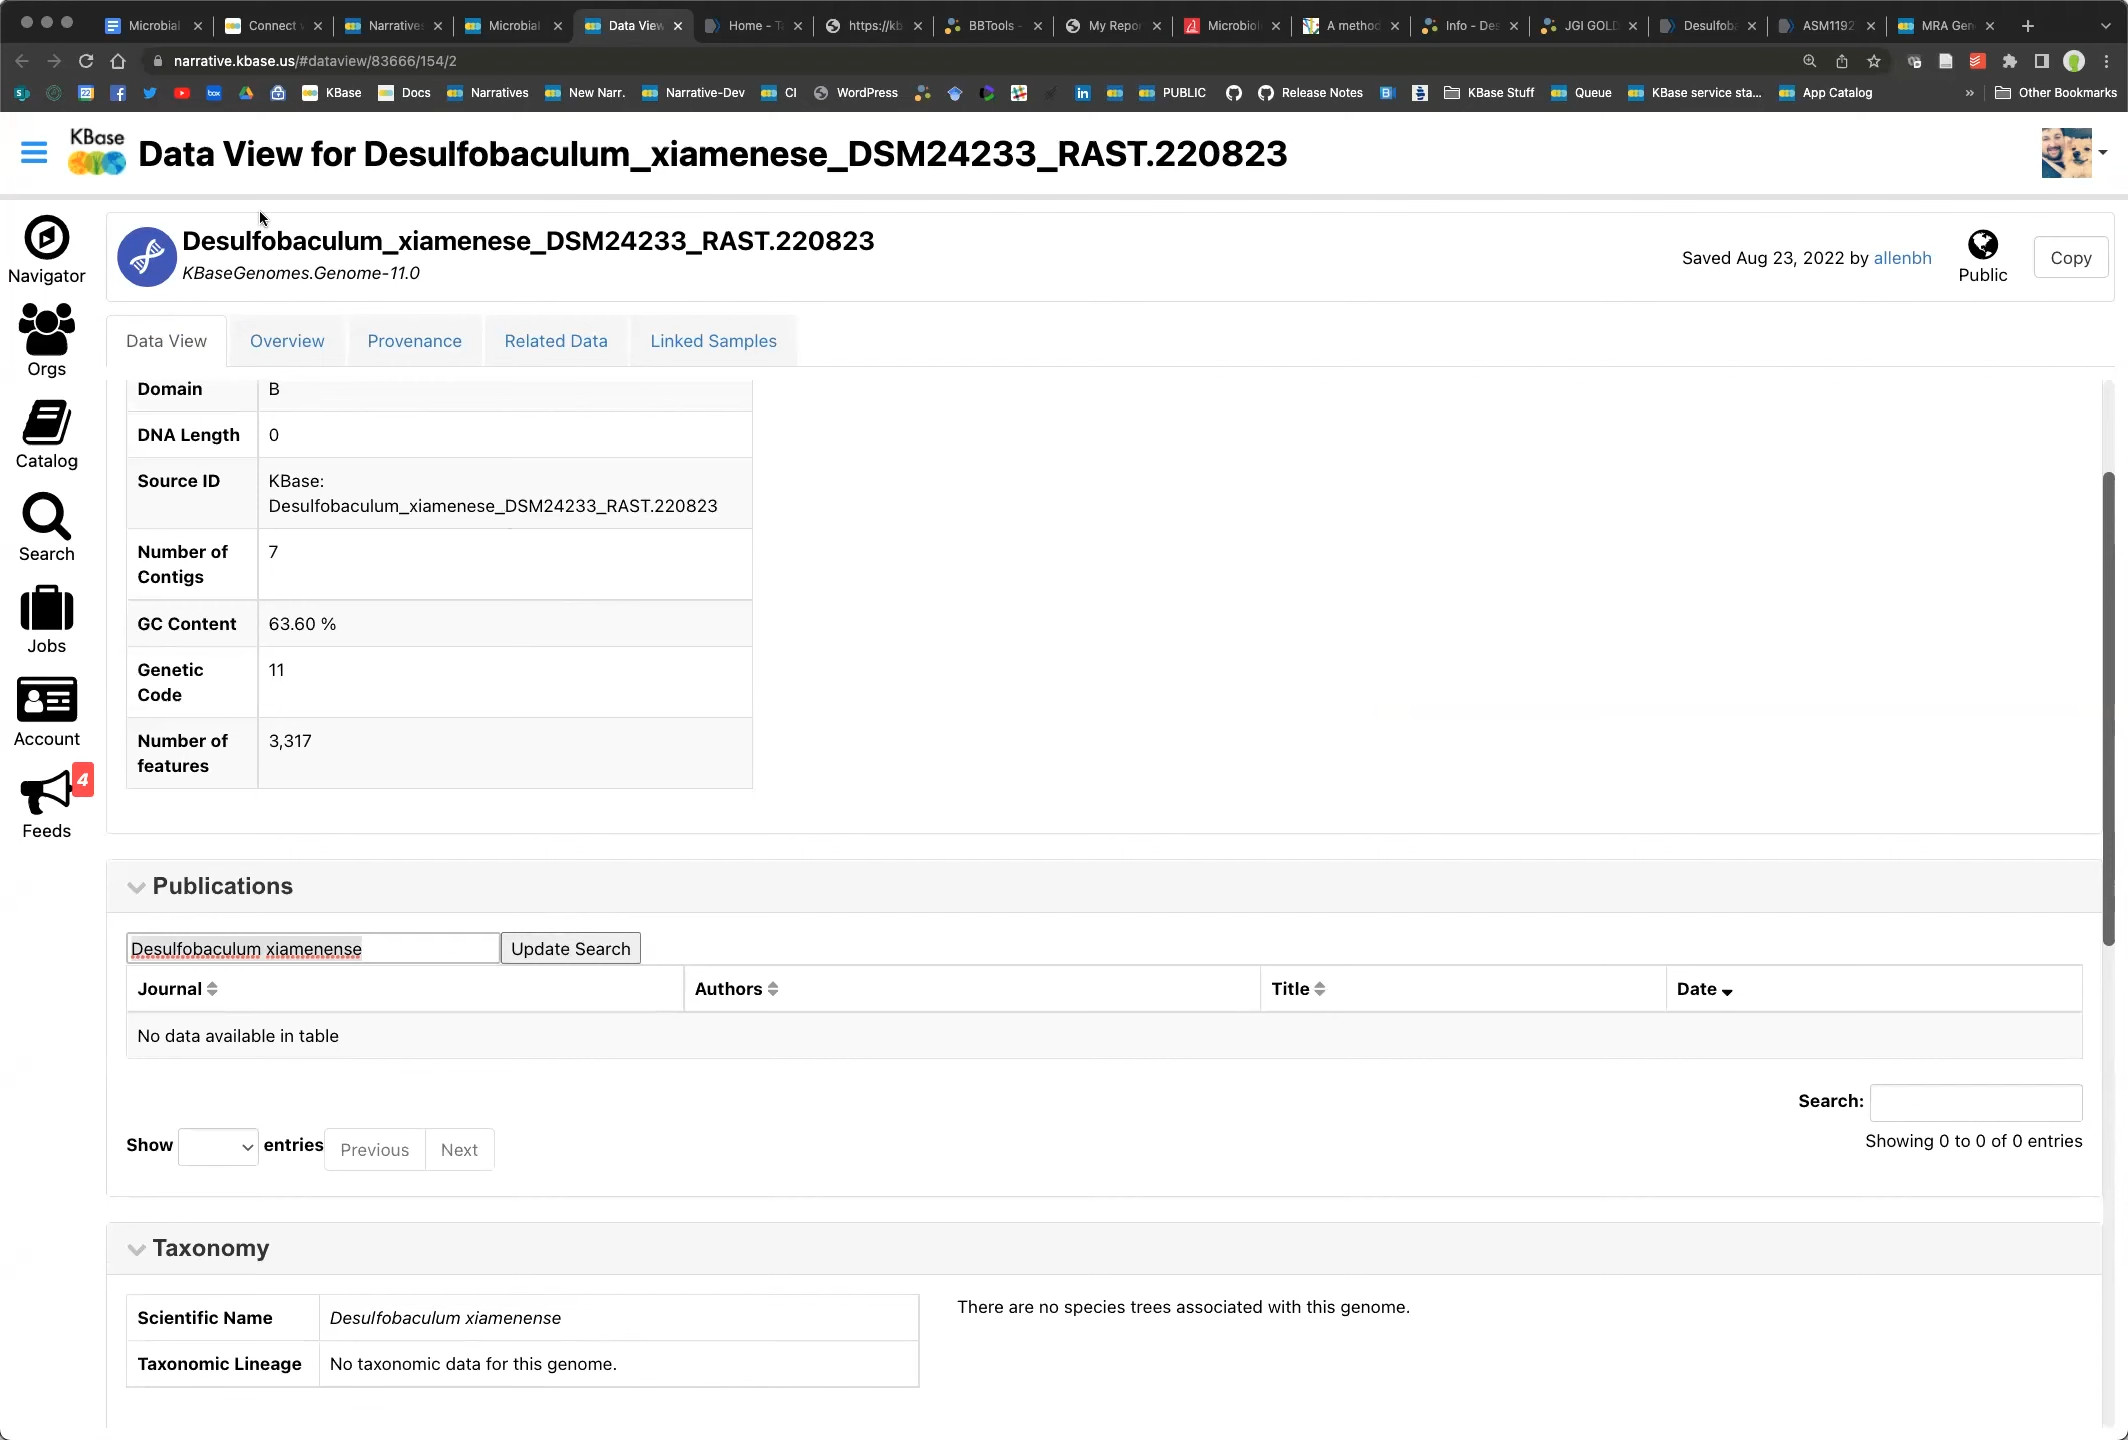 Microbial
Connect
Narratives
Microbial
Data View
Home - T
https://kb
BBTools -
My Repo
Microbiol
A method
Info - Des
JGI GOLD
Desulfob
ASM1192
MRA Gen
narrative.kbase.us/#dataview/83666/154/2
KBase
Docs
Narratives
New Narr.
Narrative-Dev
CI
WordPress
PUBLIC
Release Notes
KBase Stuff
Queue
KBase service sta...
App Catalog
»
Other Bookmarks
KBase
Data View for Desulfobaculum_xiamenese_DSM24233_RAST.220823
Navigator
Orgs
Catalog
Search
Jobs
Account
4
Feeds
Desulfobaculum_xiamenese_DSM24233_RAST.220823
KBaseGenomes.Genome-11.0
Saved Aug 23, 2022 by allenbh
Public
Copy
Data View
Overview
Provenance
Related Data
Linked Samples
Domain B
DNA Length 0
Source ID KBase:
Desulfobaculum_xiamenese_DSM24233_RAST.220823
Number of 7
Contigs
GC Content 63.60 %
Genetic 11
Code
Number of 3,317
features
Publications
Desulfobaculum xiamenense Update Search
Journal Authors Title Date
No data available in table
Search:
Show entries Previous Next
Showing 0 to 0 of 0 entries
Taxonomy
Scientific Name Desulfobaculum xiamenense
Taxonomic Lineage No taxonomic data for this genome.
There are no species trees associated with this genome.